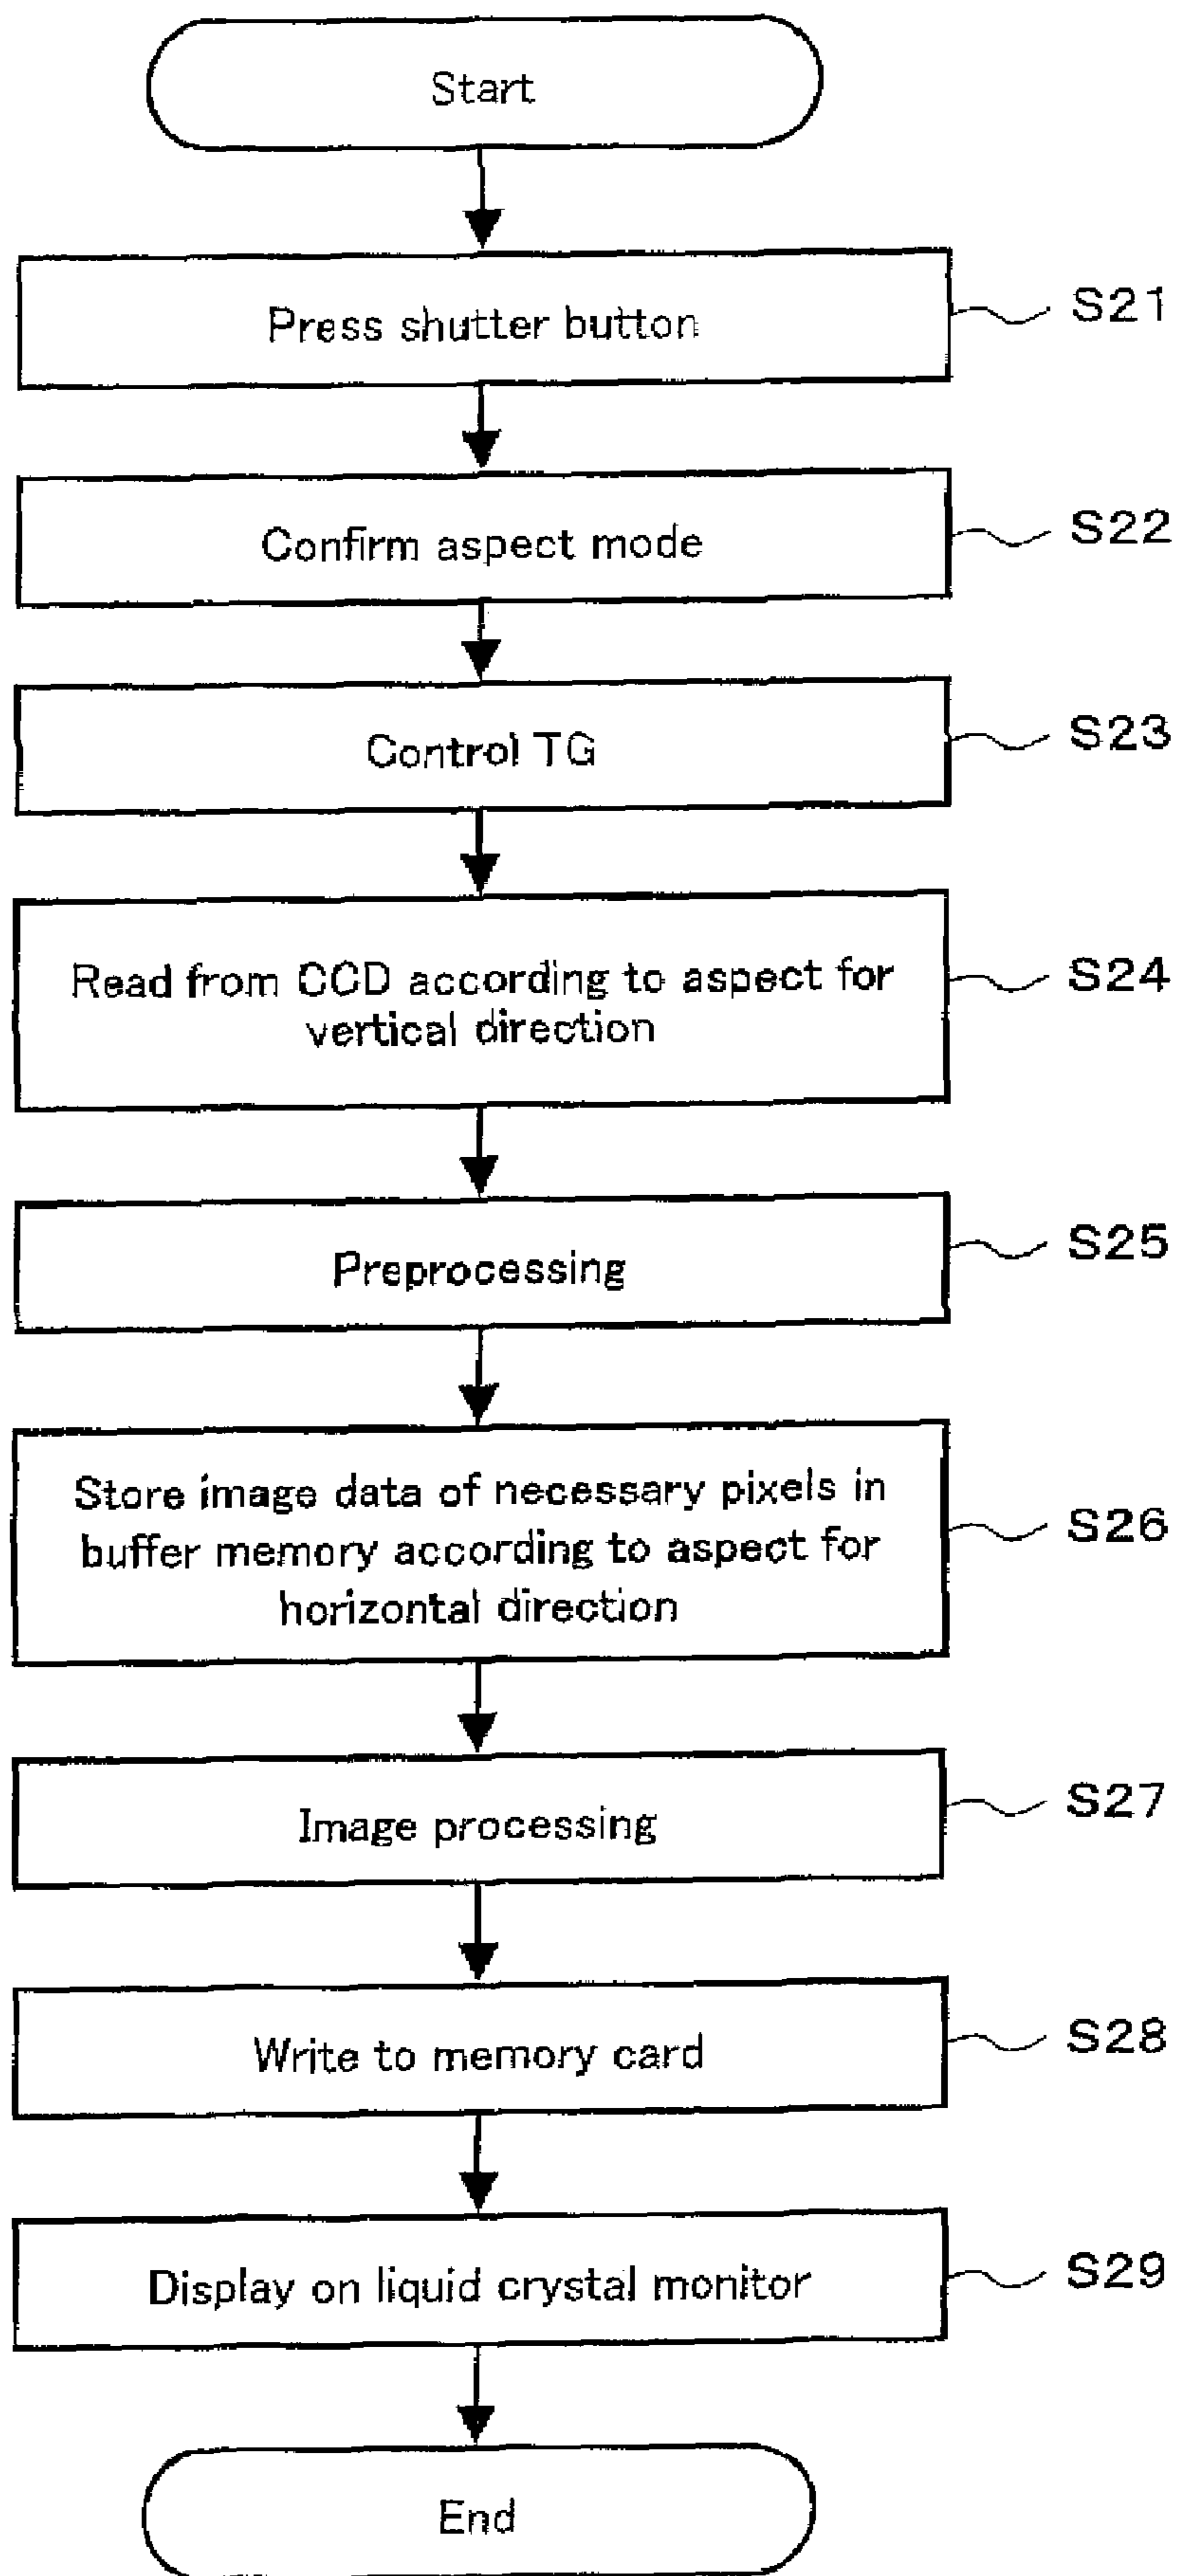 Start
Press shutter button
S21
Confirm aspect mode
S22
Control TG
S23
Read from CCD according to aspect for
vertical direction
S24
Preprocessing
S25
Store image data of necessary pixels in
buffer memory according to aspect for
horizontal direction
S26
Image processing
S27
Write to memory card
S28
Display on liquid crystal monitor
S29
End